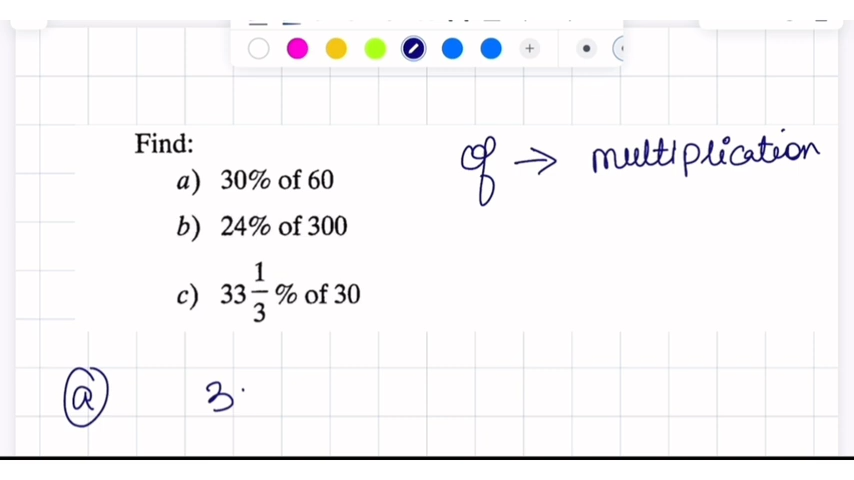 Find:
of → multiplication
a) 30% of 60
b) 24% of 300
c) 33 1/3 % of 30
a 3